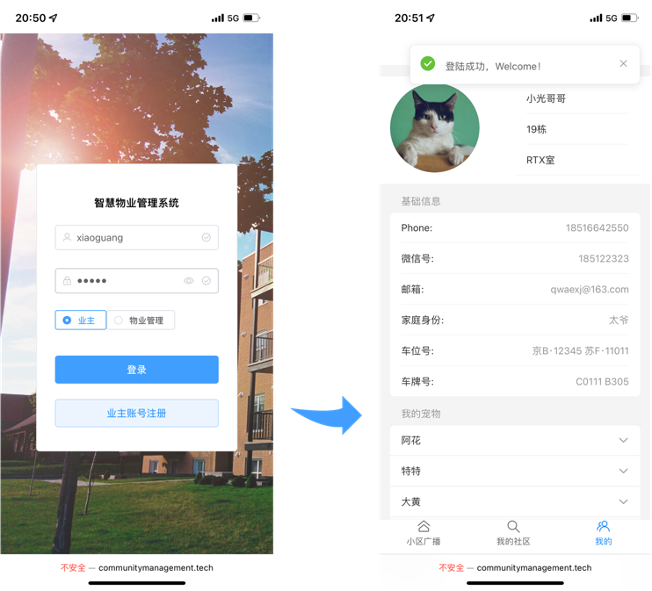 20:50
5G
智慧物业管理系统
xiaoguang
业主
物业管理
登录
业主账号注册
不安全 — communitymanagement.tech
20:51
5G
登陆成功，Welcome！
小光哥哥
19栋
RTX室
基础信息
Phone: 18516642550
微信号: 185122323
邮箱: qwaexj@163.com
家庭身份: 太爷
车位号: 京B·12345 苏F·11011
车牌号: C0111 B305
我的宠物
阿花
特特
大黄
小区广播
我的社区
我的
不安全 — communitymanagement.tech